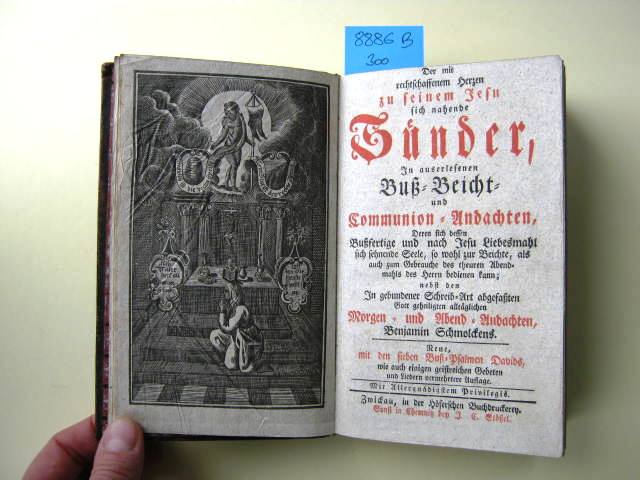 8886 B
300
Der mit
rechtschaffenem Herzen
zu seinem Jesu
sich nahende
Sünder,
In auserlesenen
Buß-Beicht-
und
Communion-Andachten,
Deren sich dessen
Bußfertige und nach Jesu Liebesmahl
sich sehnende Seele, so wohl zur Beichte, als
auch zum Gebrauche des theuren Abend-
mahls des Herrn bedienen kann;
nebst den
In gebundener Schreib-Art abgefaßten
Gott geheiligten alltäglichen
Morgen- und Abend-Andachten,
Benjamin Schmolckens.
Neue,
mit den sieben Buß-Psalmen Davids,
wie auch einigen geistreichen Gebeten
und Liedern vermehrtere Auflage.
Mit Allergnädigstem Privilegio.
Zwickau, in der Höferschen Buchdruckerey.
Sonst in Chemnitz bey J. C. Stößel.